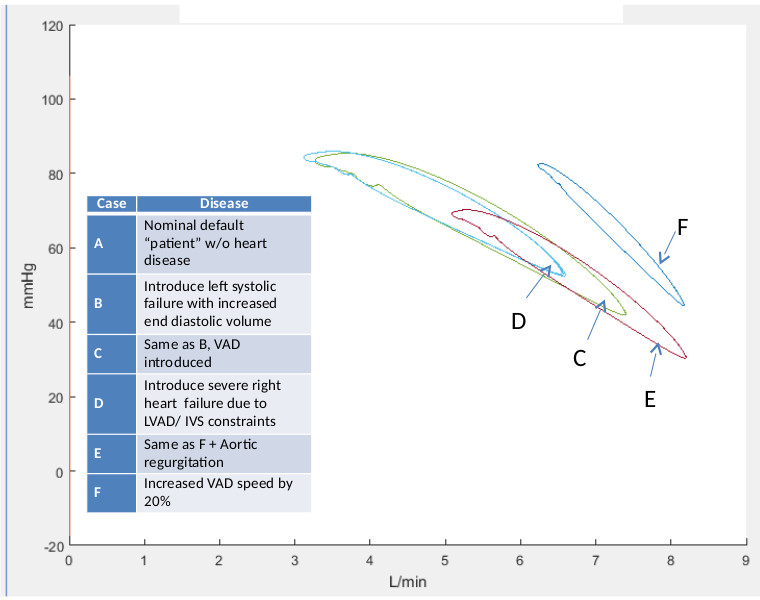 120
100
80
60
40
20
0
-20
mmHg
0 1 2 3 4 5 6 7 8 9
L/min
Case Disease
A Nominal default
“patient” w/o heart
disease
B Introduce left systolic
failure with increased
end diastolic volume
C Same as B, VAD
introduced
D Introduce severe right
heart failure due to
LVAD/ IVS constraints
E Same as F + Aortic
regurgitation
F Increased VAD speed by
20%
F
D
C
E